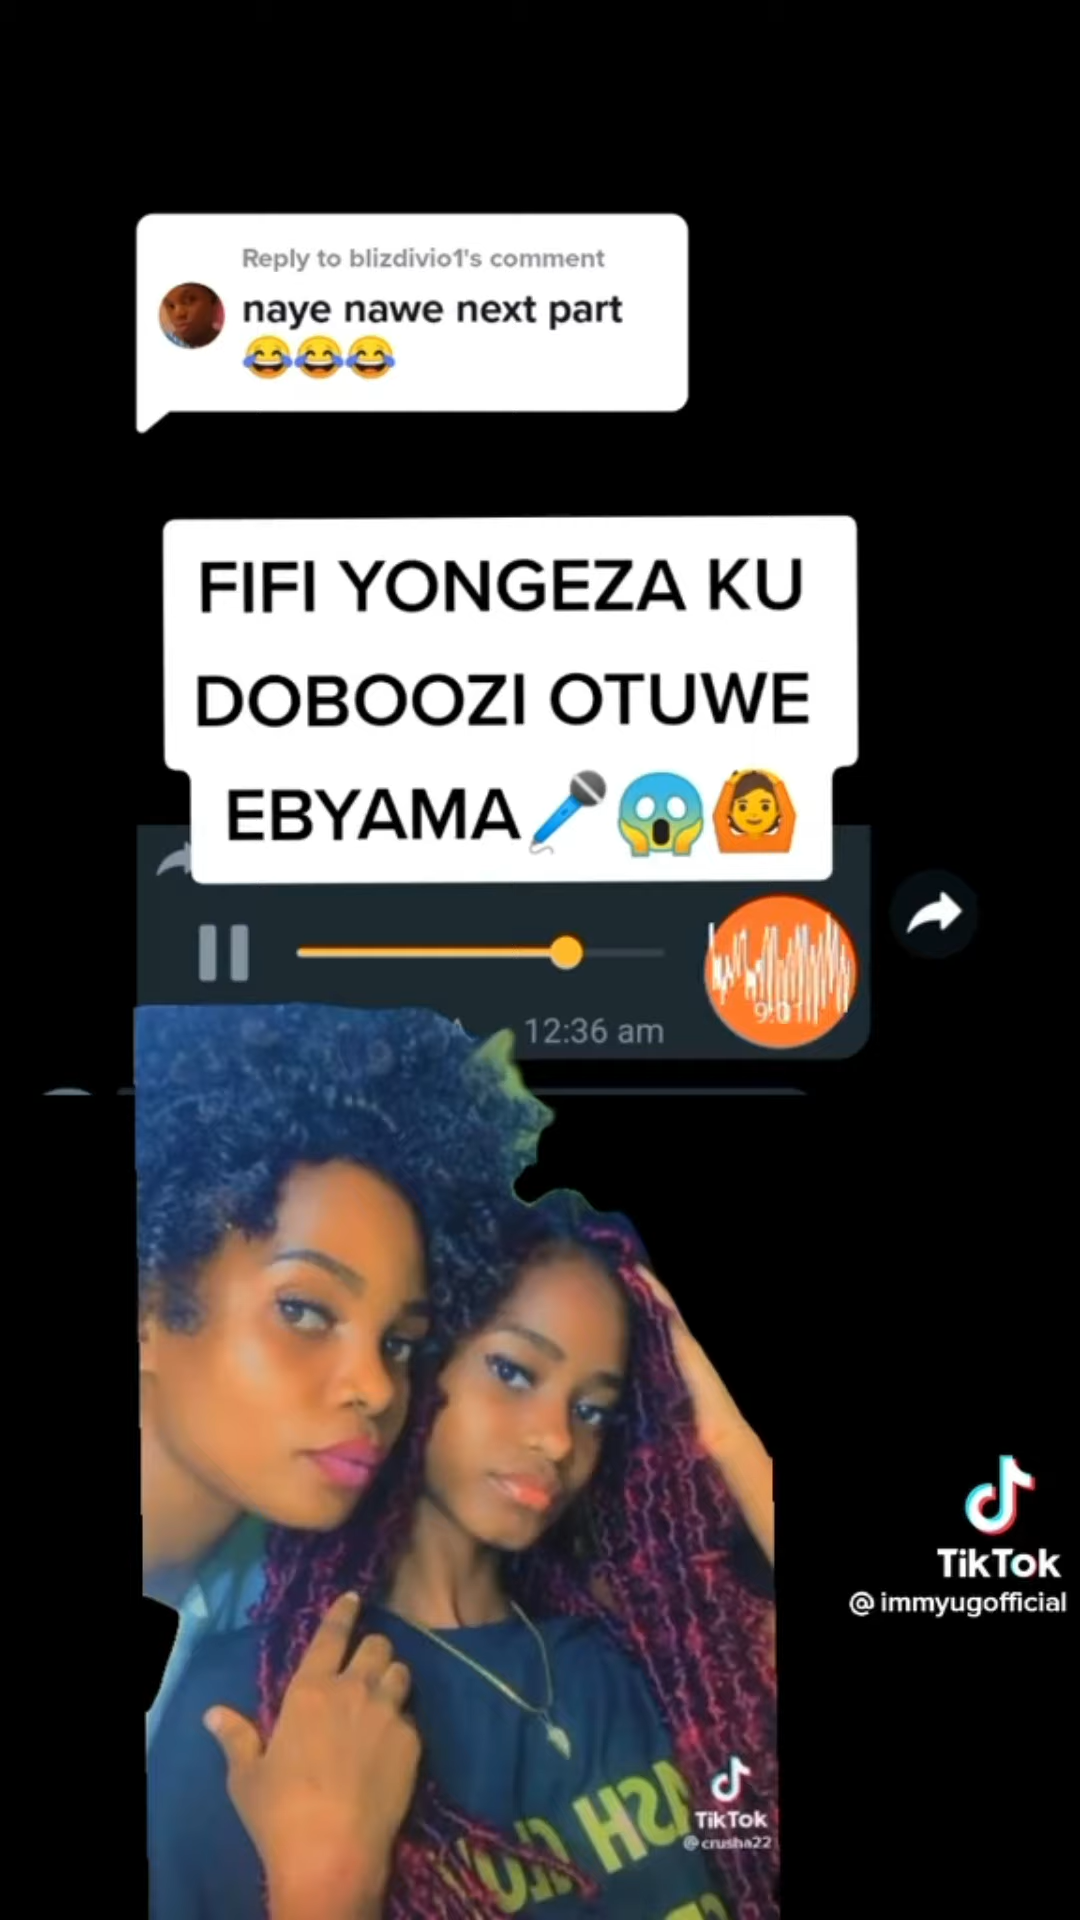 Reply to blizdivio1's comment
naye nawe next part
😂😂😂
FIFI YONGEZA KU
DOBOOZI OTUWE
EBYAMA🎤😱🙆
12:36 am
TikTok
@immyugofficial
TikTok
@crusha22